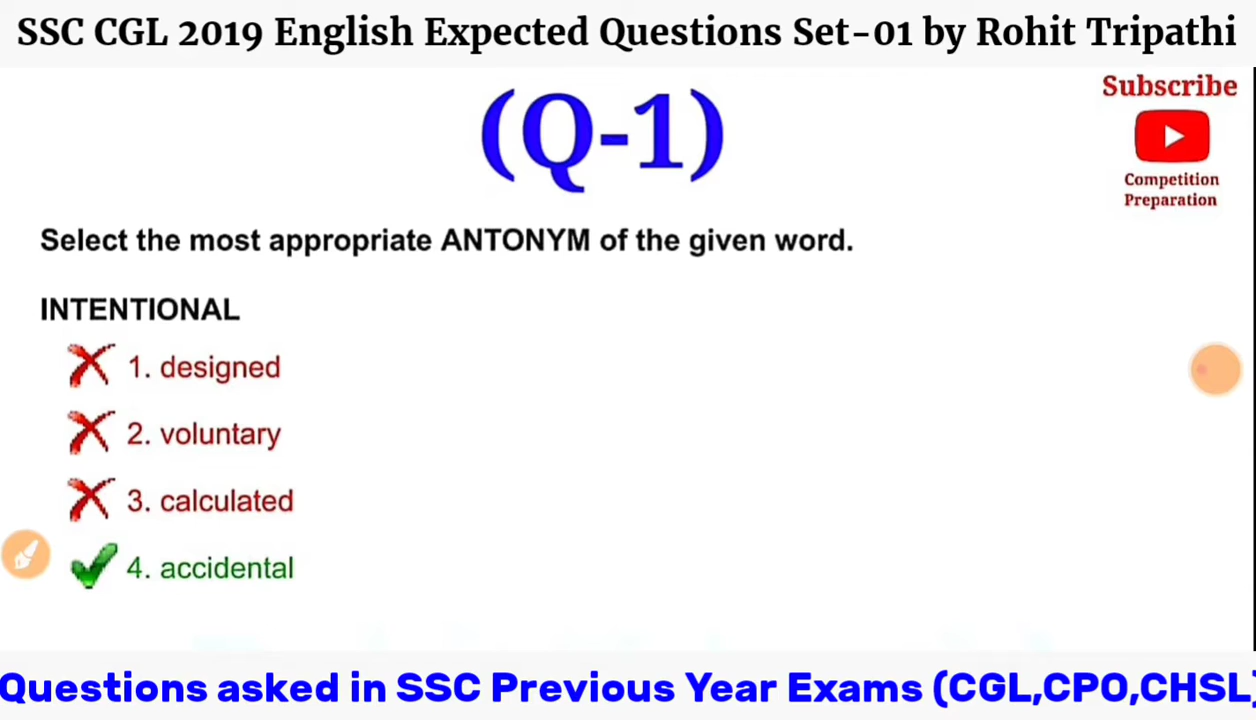 SSC CGL 2019 English Expected Questions Set-01 by Rohit Tripathi
(Q-1)
Subscribe
Competition
Preparation
Select the most appropriate ANTONYM of the given word.
INTENTIONAL
1. designed
2. voluntary
3. calculated
4. accidental
Questions asked in SSC Previous Year Exams (CGL,CPO,CHSL)